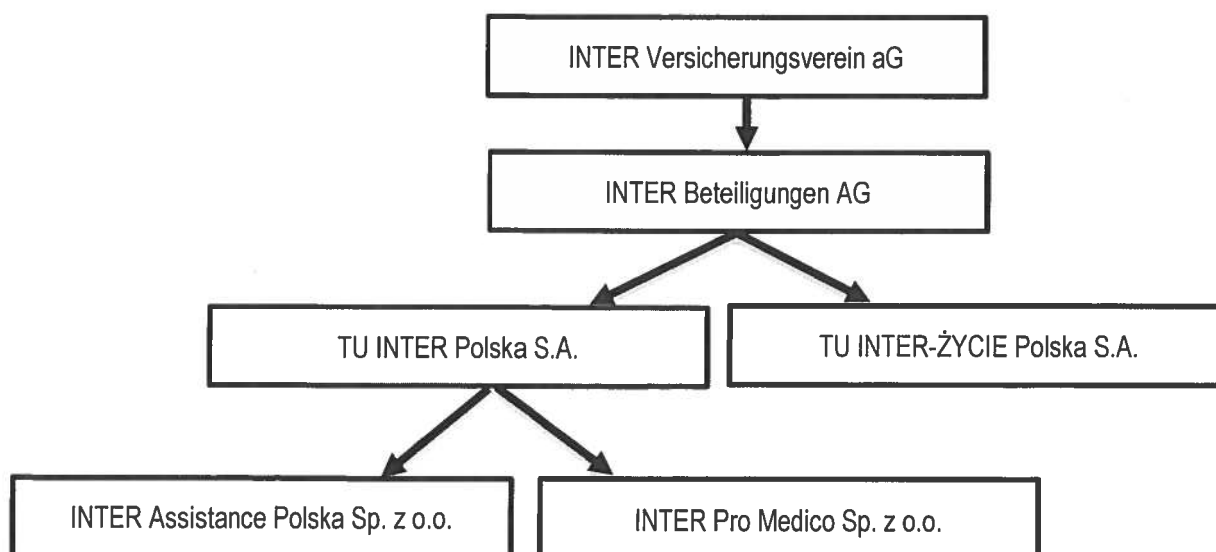 INTER Versicherungsverein aG
INTER Beteiligungen AG
TU INTER Polska S.A.
TU INTER-ŻYCIE Polska S.A.
INTER Assistance Polska Sp. z o.o.
INTER Pro Medico Sp. z o.o.